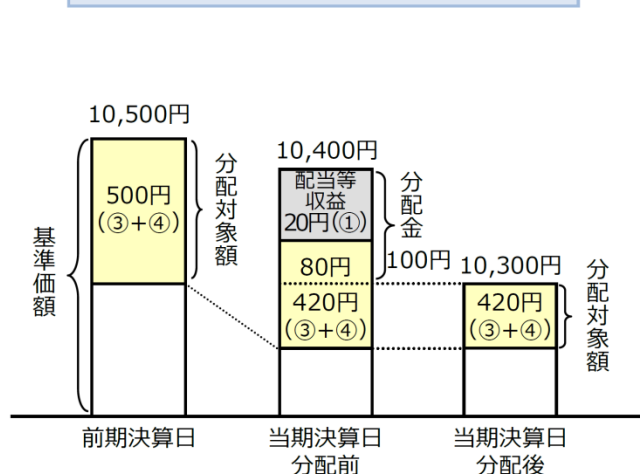 10,500円
500円
(③+④)
分配対象額
基準価額
10,400円
配当等
収益
20円(①)
分配金
100円
80円
420円
(③+④)
10,300円
420円
(③+④)
分配対象額
前期決算日
当期決算日
分配前
当期決算日
分配後